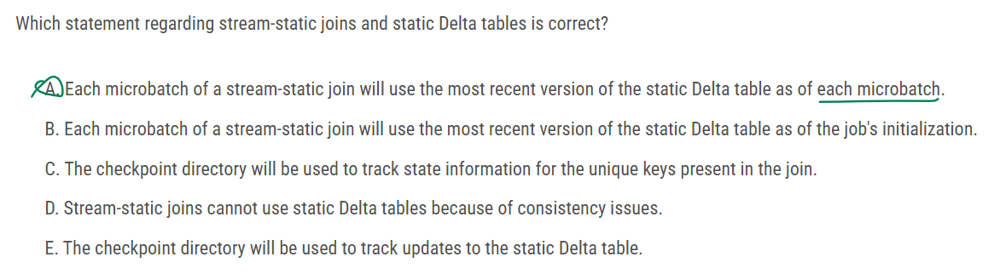 Which statement regarding stream-static joins and static Delta tables is correct?
A. Each microbatch of a stream-static join will use the most recent version of the static Delta table as of each microbatch.
B. Each microbatch of a stream-static join will use the most recent version of the static Delta table as of the job's initialization.
C. The checkpoint directory will be used to track state information for the unique keys present in the join.
D. Stream-static joins cannot use static Delta tables because of consistency issues.
E. The checkpoint directory will be used to track updates to the static Delta table.